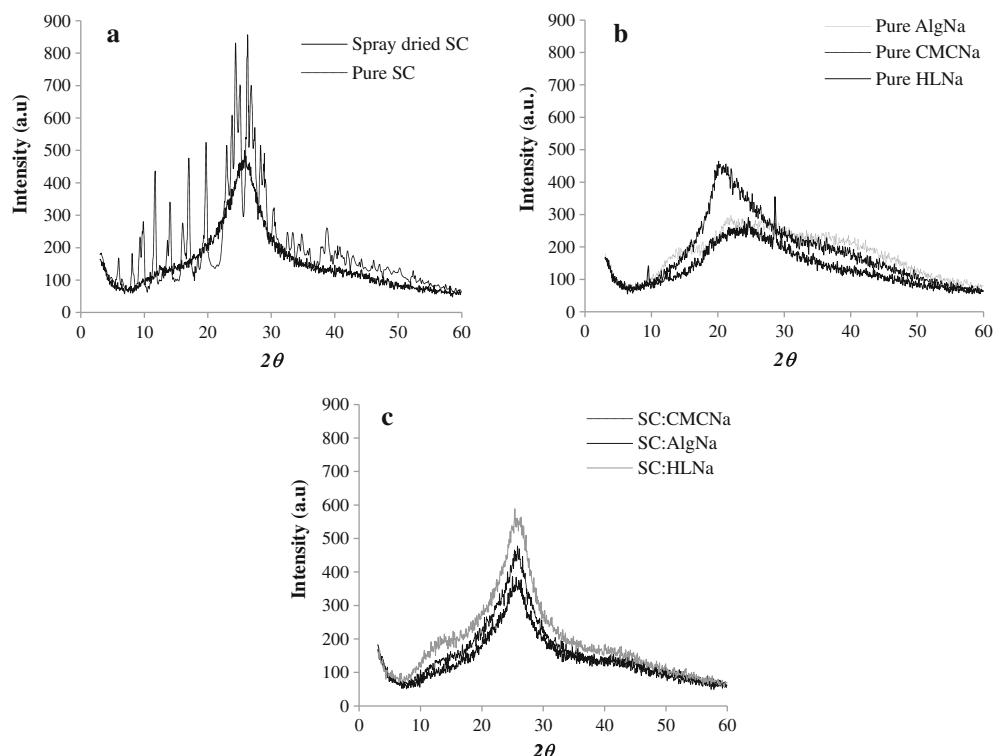 a
Spray dried SC
Pure SC
Intensity (a.u)
900
800
700
600
500
400
300
200
100
0
0 10 20 30 40 50 60
2θ
b
Pure AlgNa
Pure CMCNa
Pure HLNa
Intensity (a.u.)
900
800
700
600
500
400
300
200
100
0
0 10 20 30 40 50 60
2θ
c
SC:CMCNa
SC:AlgNa
SC:HLNa
Intensity (a.u)
900
800
700
600
500
400
300
200
100
0
0 10 20 30 40 50 60
2θ